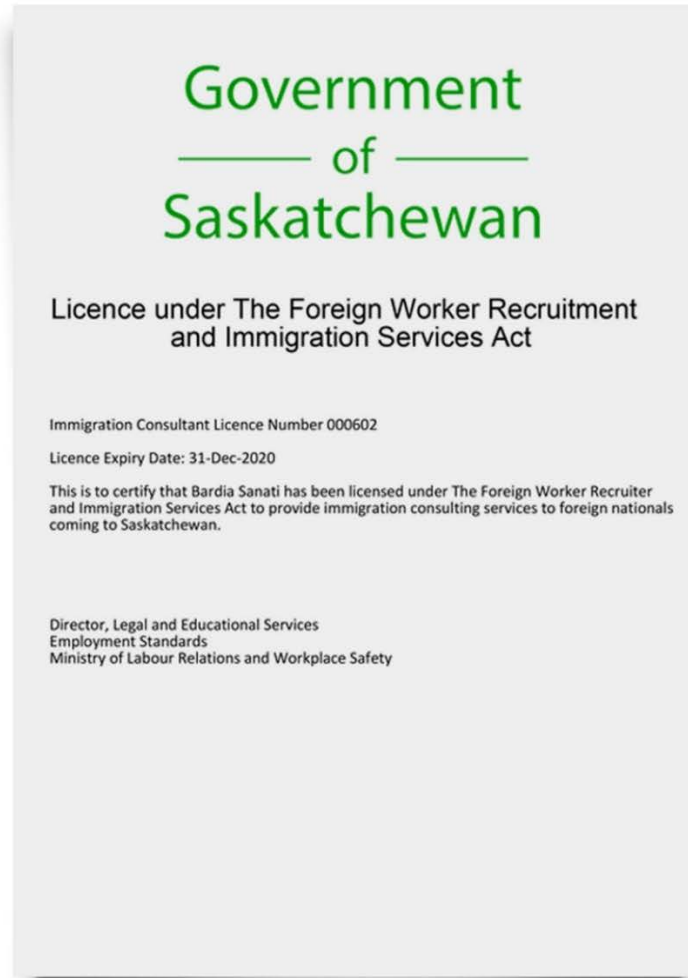 Government
of
Saskatchewan
Licence under The Foreign Worker Recruitment
and Immigration Services Act
Immigration Consultant Licence Number 000602
Licence Expiry Date: 31-Dec-2020
This is to certify that Bardia Sanati has been licensed under The Foreign Worker Recruiter
and Immigration Services Act to provide immigration consulting services to foreign nationals
coming to Saskatchewan.
Director, Legal and Educational Services
Employment Standards
Ministry of Labour Relations and Workplace Safety